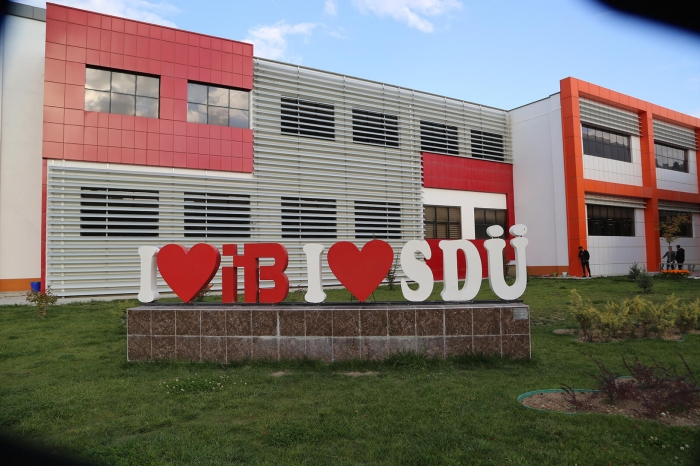 I ❤ İİB I ❤ SDÜ